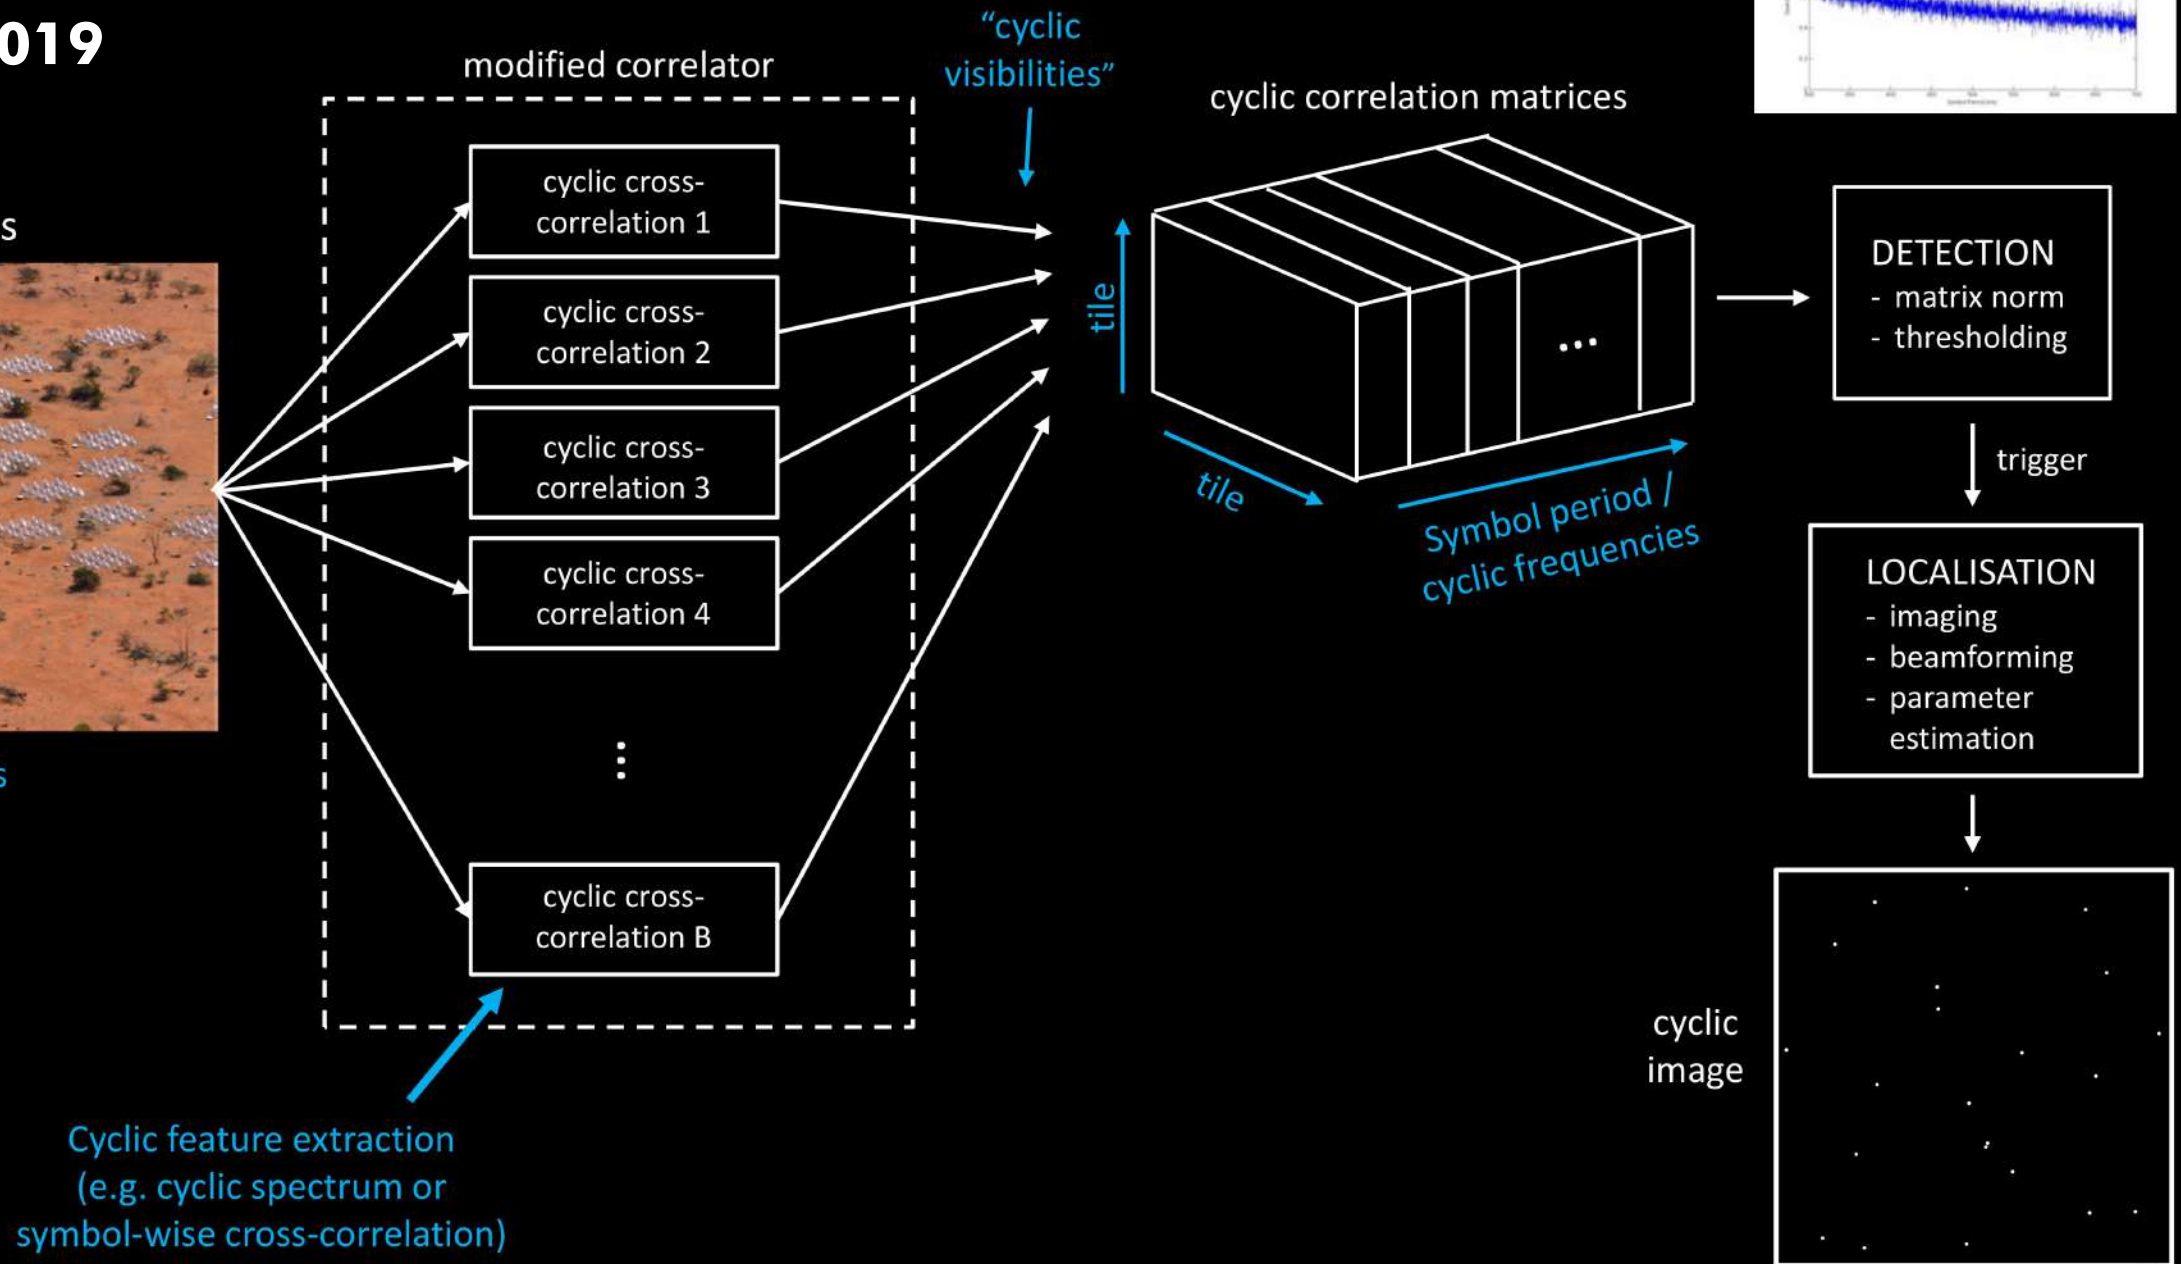 019
modified correlator
s
cyclic cross-
correlation 1
cyclic cross-
correlation 2
cyclic cross-
correlation 3
cyclic cross-
correlation 4
cyclic cross-
correlation B
s
Cyclic feature extraction
(e.g. cyclic spectrum or
symbol-wise cross-correlation)
“cyclic
visibilities”
cyclic correlation matrices
tile
tile
...
Symbol period /
cyclic frequencies
DETECTION
- matrix norm
- thresholding
trigger
LOCALISATION
- imaging
- beamforming
- parameter
estimation
cyclic
image